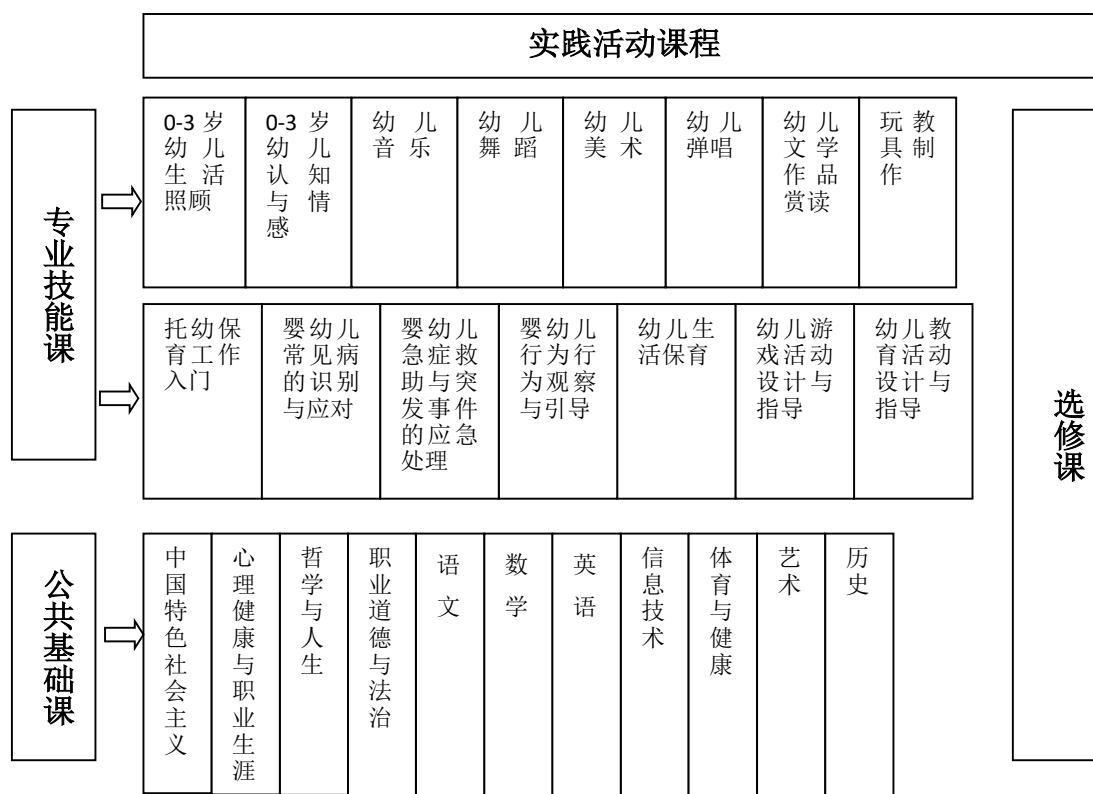 实践活动课程
专业技能课
0-3 岁
幼儿
生活
照顾
0-3 岁
幼儿
认知
与情
感
幼儿
音乐
幼儿
舞蹈
幼儿
美术
幼儿
弹唱
幼儿
文学
作品
赏读
玩教
具制
作
托幼保
育工作
入门
婴幼儿
常见病
的识别
与应对
婴幼儿
急症救
助与突
发事件
的应急
处理
婴幼儿
行为行
为观察
与引导
幼儿生
活保育
幼儿游
戏活动
设计与
指导
幼儿教
育活动
设计与
指导
公共基础课
中国特色社会主义
心理健康与职业生涯
哲学与人生
职业道德与法治
语文
数学
英语
信息技术
体育与健康
艺术
历史
选修课